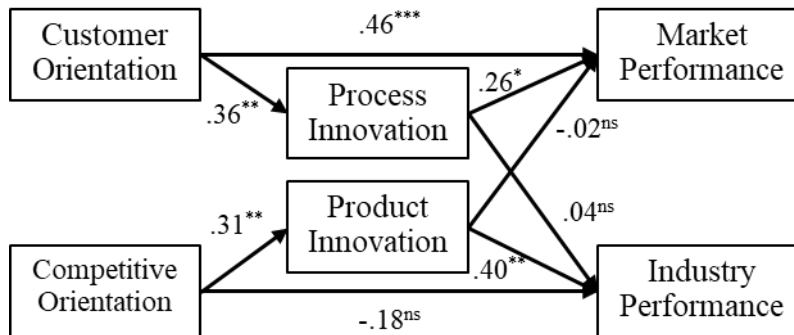 Customer
Orientation
.46***
Market
Performance
.36**
Process
Innovation
.26*
-.02ns
Product
Innovation
.31**
.04ns
.40**
Competitive
Orientation
-.18ns
Industry
Performance